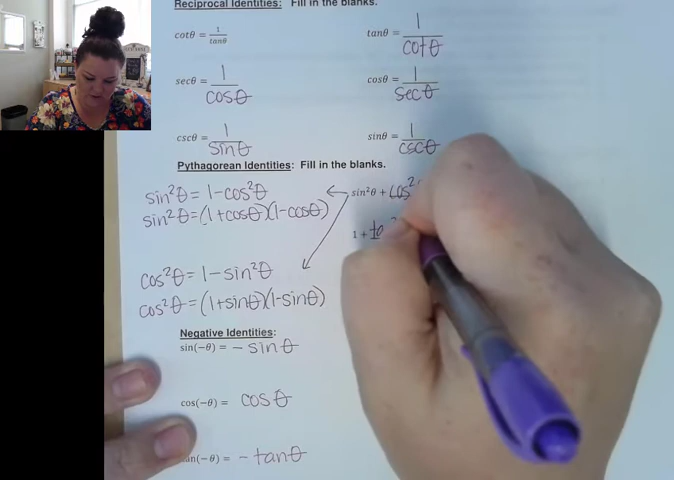 Reciprocal Identities: Fill in the blanks.
cotθ = 1/tanθ
tanθ = 1/cotθ
secθ = 1/cosθ
cosθ = 1/secθ
cscθ = 1/sinθ
sinθ = 1/cscθ
Pythagorean Identities: Fill in the blanks.
sin²θ = 1-cos²θ
sin²θ + cos²
sin²θ = (1+cosθ)(1-cosθ)
1 +
cos²θ = 1-sin²θ
cos²θ = (1+sinθ)(1-sinθ)
Negative Identities:
sin(-θ) = - sinθ
cos(-θ) = cosθ
an(-θ) = - tanθ